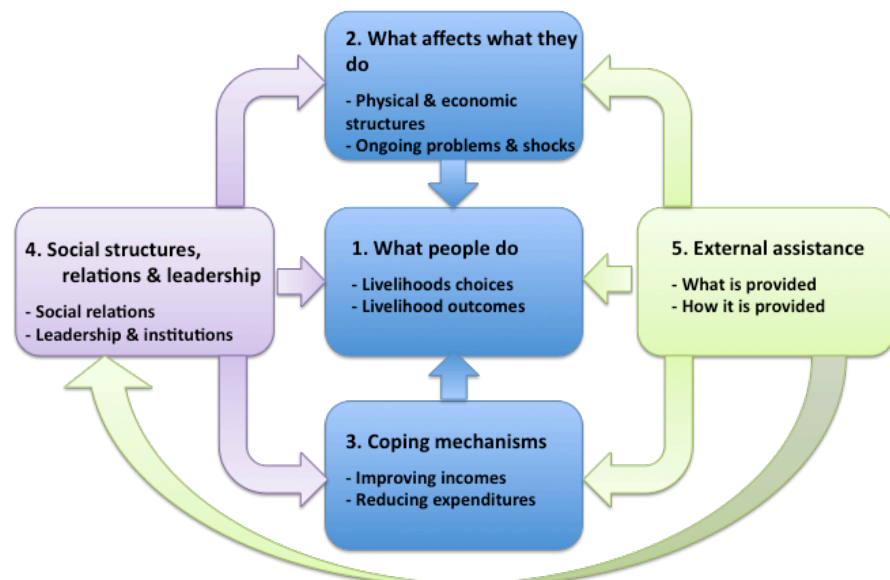 2. What affects what they
do
- Physical & economic
structures
- Ongoing problems & shocks
4. Social structures,
relations & leadership
- Social relations
- Leadership & institutions
1. What people do
- Livelihoods choices
- Livelihood outcomes
5. External assistance
- What is provided
- How it is provided
3. Coping mechanisms
- Improving incomes
- Reducing expenditures